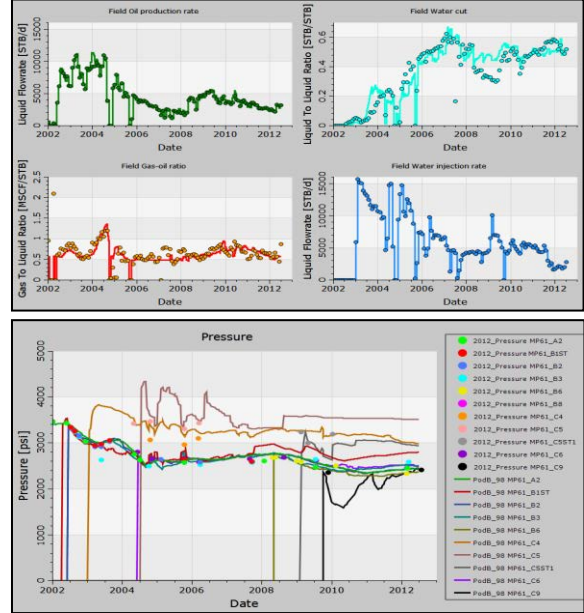 Field Oil production rate
Liquid Flowrate [STB/d]
15000
10000
5000
0
2002 2004 2006 2008 2010 2012
Date
Field Water cut
Liquid To Liquid Ratio [STB/STB]
0.6
0.4
0.2
0
2002 2004 2006 2008 2010 2012
Date
Field Gas-oil ratio
Gas To Liquid Ratio [MSCF/STB]
2.5
2
1.5
1
0.5
0
2002 2004 2006 2008 2010 2012
Date
Field Water injection rate
Liquid Flowrate [STB/d]
15000
10000
5000
0
2002 2004 2006 2008 2010 2012
Date
Pressure
Pressure [psi]
5000
4000
3000
2000
1000
0
2002 2004 2006 2008 2010 2012
Date
2012_Pressure MP61_A2
2012_Pressure MP61_B1ST
2012_Pressure MP61_B2
2012_Pressure MP61_B3
2012_Pressure MP61_B6
2012_Pressure MP61_B8
2012_Pressure MP61_C4
2012_Pressure MP61_C5
2012_Pressure MP61_C5ST1
2012_Pressure MP61_C6
2012_Pressure MP61_C9
PodB_98 MP61_A2
PodB_98 MP61_B1ST
PodB_98 MP61_B2
PodB_98 MP61_B3
PodB_98 MP61_B6
PodB_98 MP61_C4
PodB_98 MP61_C5
PodB_98 MP61_C5ST1
PodB_98 MP61_C6
PodB_98 MP61_C9